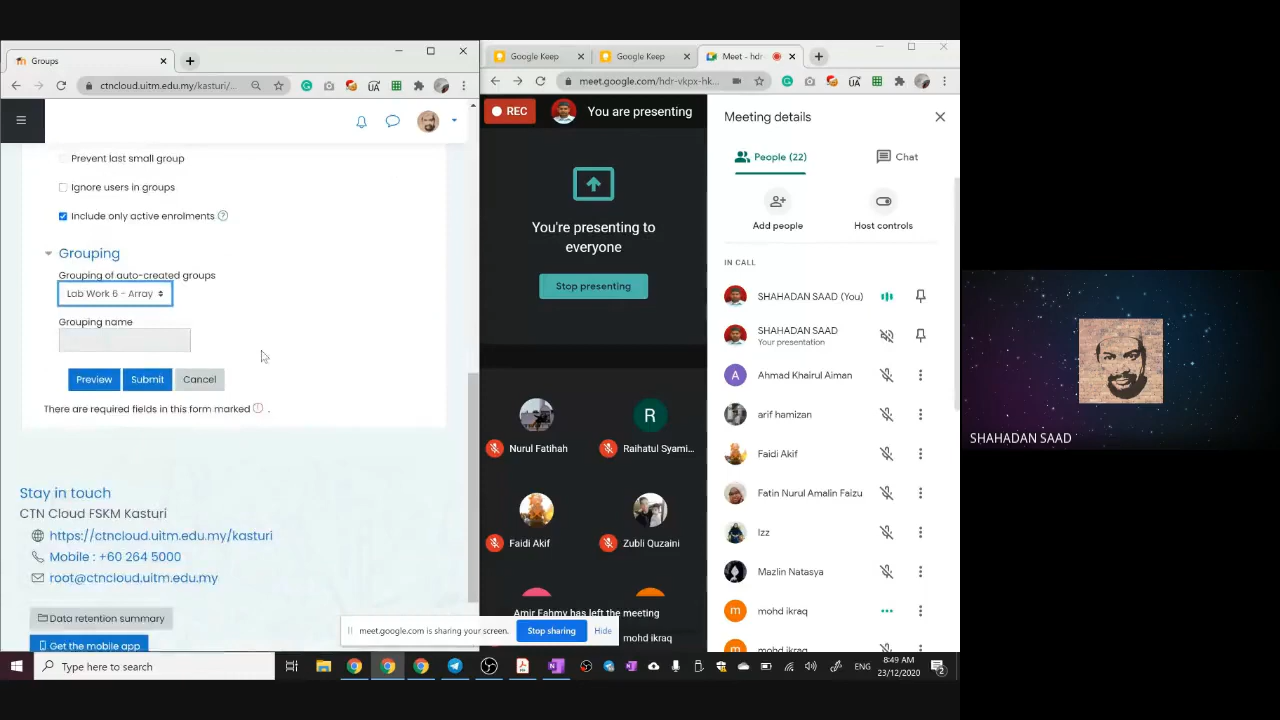 Groups
ctncloud.uitm.edu.my/kasturi/...
Prevent last small group
Ignore users in groups
Include only active enrolments
Grouping
Grouping of auto-created groups
Lab Work 6 - Array
Grouping name
Preview
Submit
Cancel
There are required fields in this form marked
.
Stay in touch
CTN Cloud FSKM Kasturi
https://ctncloud.uitm.edu.my/kasturi
Mobile : +60 264 5000
root@ctncloud.uitm.edu.my
Data retention summary
Get the mobile app
Google Keep
Google Keep
Meet - hdr
meet.google.com/hdr-vkpx-hk...
REC
You are presenting
You're presenting to
everyone
Stop presenting
Nurul Fatihah
R
Raihatul Syami...
Faidi Akif
Zubli Quzaini
Amir Fahmy has left the meeting
mohd ikraq
meet.google.com is sharing your screen.
Stop sharing
Hide
Meeting details
People (22)
Chat
Add people
Host controls
IN CALL
SHAHADAN SAAD (You)
SHAHADAN SAAD
Your presentation
A
Ahmad Khairul Aiman
arif hamizan
Faidi Akif
Fatin Nurul Amalin Faizu
Izz
Mazlin Natasya
m
mohd ikraq
mohd ikraq
Type here to search
ENG
8:49 AM
23/12/2020
2
SHAHADAN SAAD